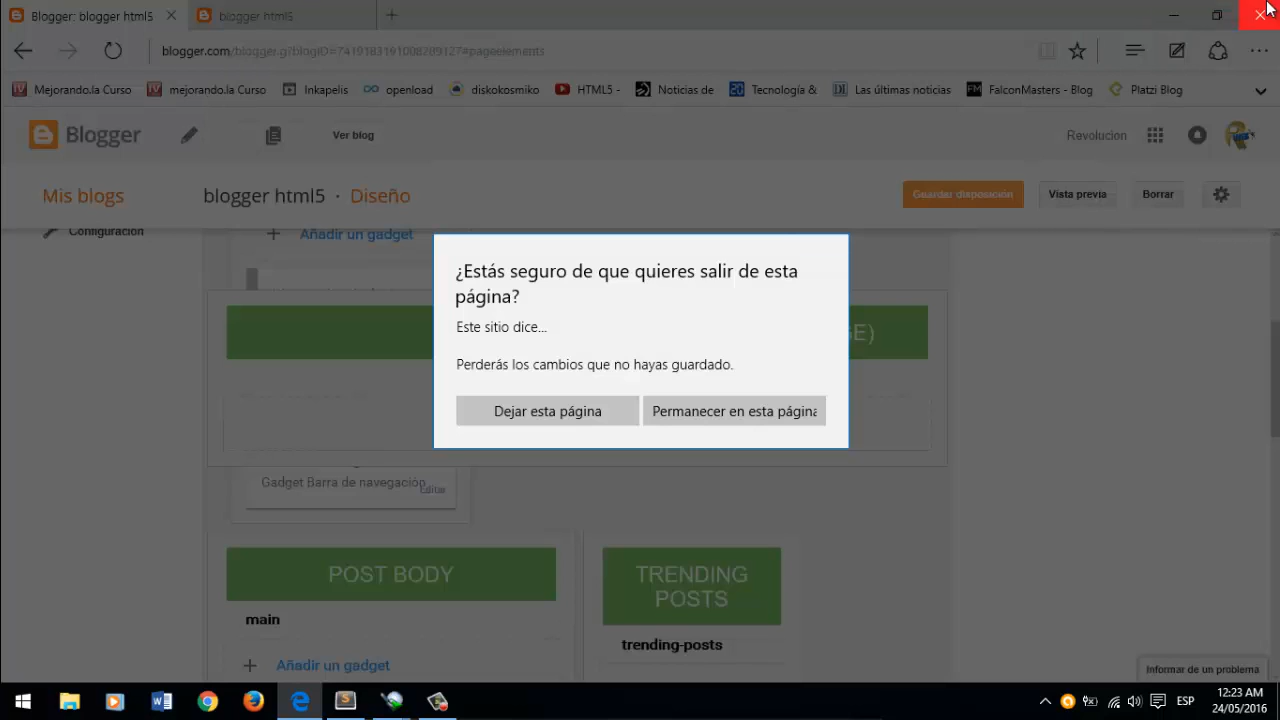 Blogger: blogger html5
blogger html5
blogger.com/blogger.g?blogID=7419183191008209127#pageelements
Mejorando.la Curso
mejorando.la Curso
Inkapelis
openload
diskokosmiko
HTML5 -
Noticias de
Tecnología &
Las últimas noticias
FalconMasters - Blog
Platzi Blog
Blogger
Ver blog
Revolucion
Mis blogs
blogger html5 · Diseño
Guardar disposición
Vista previa
Borrar
Configuración
Añadir un gadget
¿Estás seguro de que quieres salir de esta
página?
Este sitio dice...
Perderás los cambios que no hayas guardado.
Dejar esta página
Permanecer en esta página
Gadget Barra de navegación
Editar
POST BODY
main
Añadir un gadget
TRENDING
POSTS
trending-posts
Informar de un problema
ESP
12:23 AM
24/05/2016